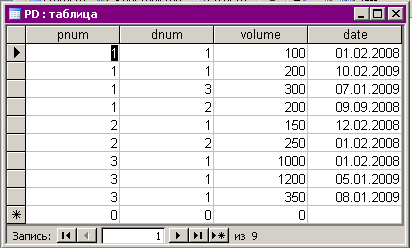 PD : таблица
pnum dnum volume date
1 1 100 01.02.2008
1 1 200 10.02.2009
1 3 300 07.01.2009
1 2 200 09.09.2008
2 1 150 12.02.2008
2 2 250 01.02.2008
3 1 1000 01.02.2008
3 1 1200 05.01.2009
3 1 350 08.01.2009
0 0 0
Запись: 1 из 9